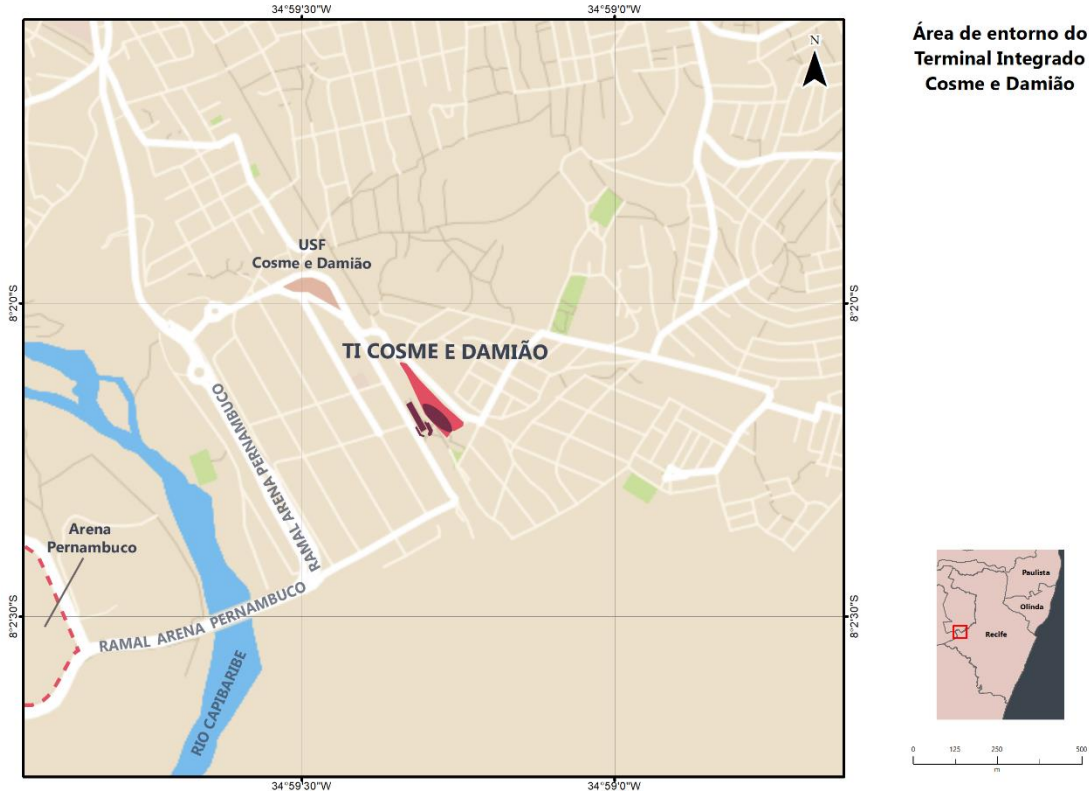 34°59'30"W
34°59'0"W
Área de entorno do
Terminal Integrado
Cosme e Damião
N
USF
Cosme e Damião
8°2'0"S
8°2'0"S
TI COSME E DAMIÃO
RAMAL ARENA PERNAMBUCO
Arena
Pernambuco
RAMAL ARENA PERNAMBUCO
8°2'30"S
8°2'30"S
RIO CAPIBARIBE
34°59'30"W
34°59'0"W
Paulista
Olinda
Recife
0 125 250 500
m